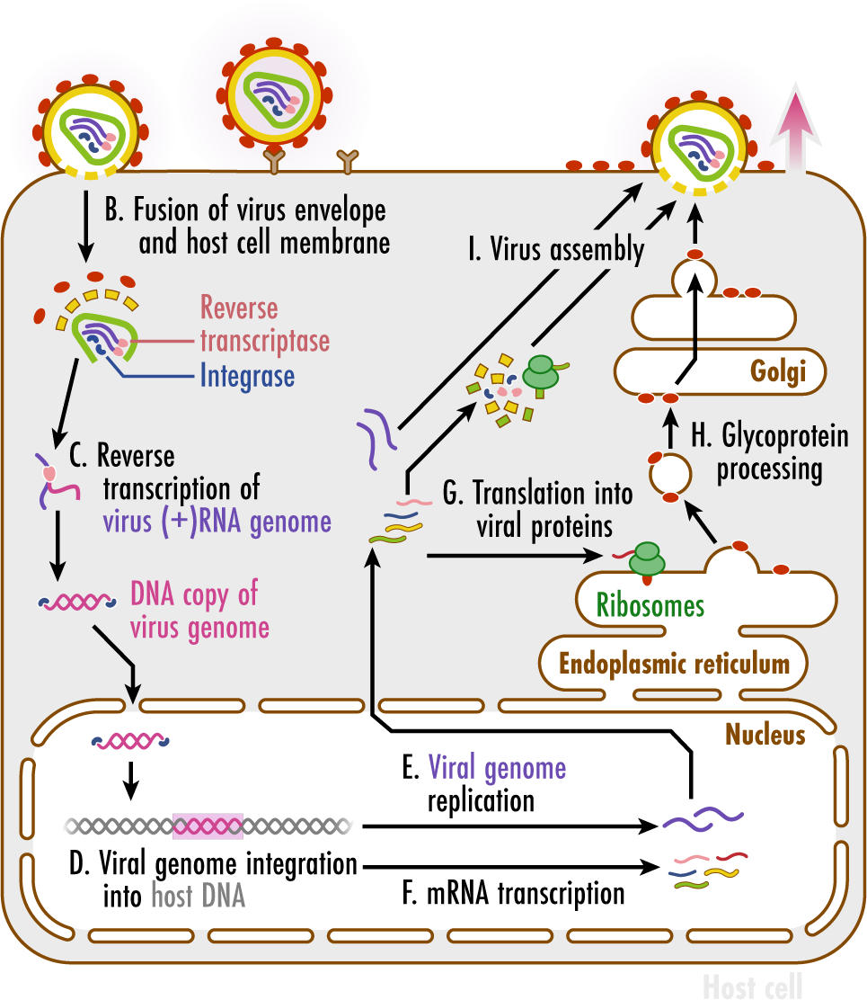 B. Fusion of virus envelope
and host cell membrane
I. Virus assembly
Reverse
transcriptase
Integrase
Golgi
H. Glycoprotein
processing
C. Reverse
transcription of
virus (+)RNA genome
G. Translation into
viral proteins
DNA copy of
virus genome
Ribosomes
Endoplasmic reticulum
Nucleus
E. Viral genome
replication
D. Viral genome integration
into host DNA
F. mRNA transcription
Host cell